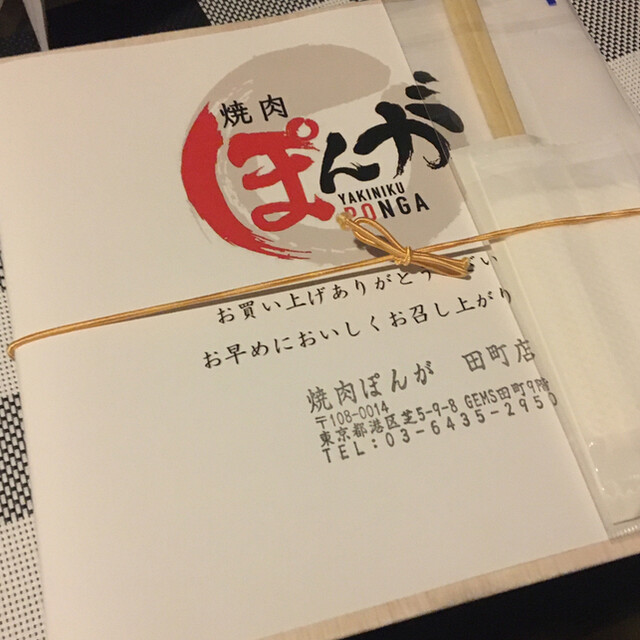 焼肉
ぽんが
YAKINIKU
PONGA
お買い上げありがとう
お早めにおいしくお召し上がり
焼肉ぽんが 田町店
〒108-0014
東京都港区芝5-9-8 GEMS田町9階
TEL:03-6435-2950